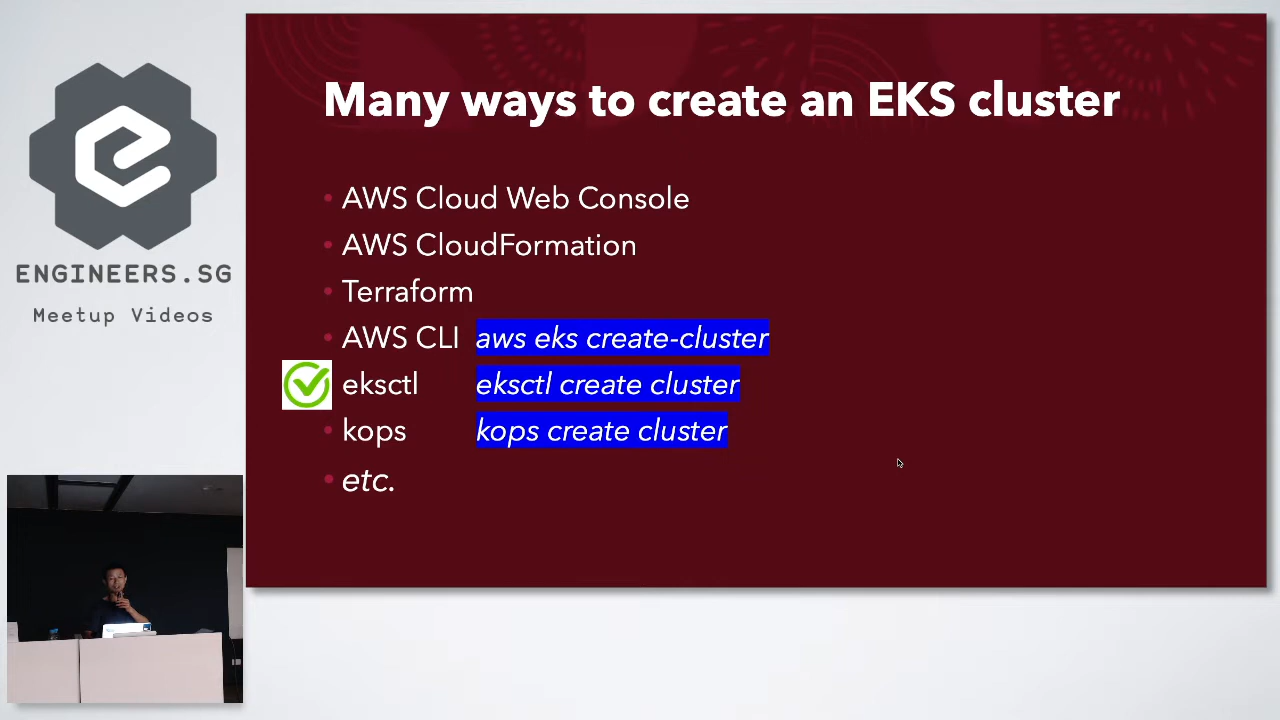 ENGINEERS.SG
Meetup Videos
Many ways to create an EKS cluster
• AWS Cloud Web Console
• AWS CloudFormation
• Terraform
• AWS CLI aws eks create-cluster
eksctl eksctl create cluster
• kops kops create cluster
• etc.